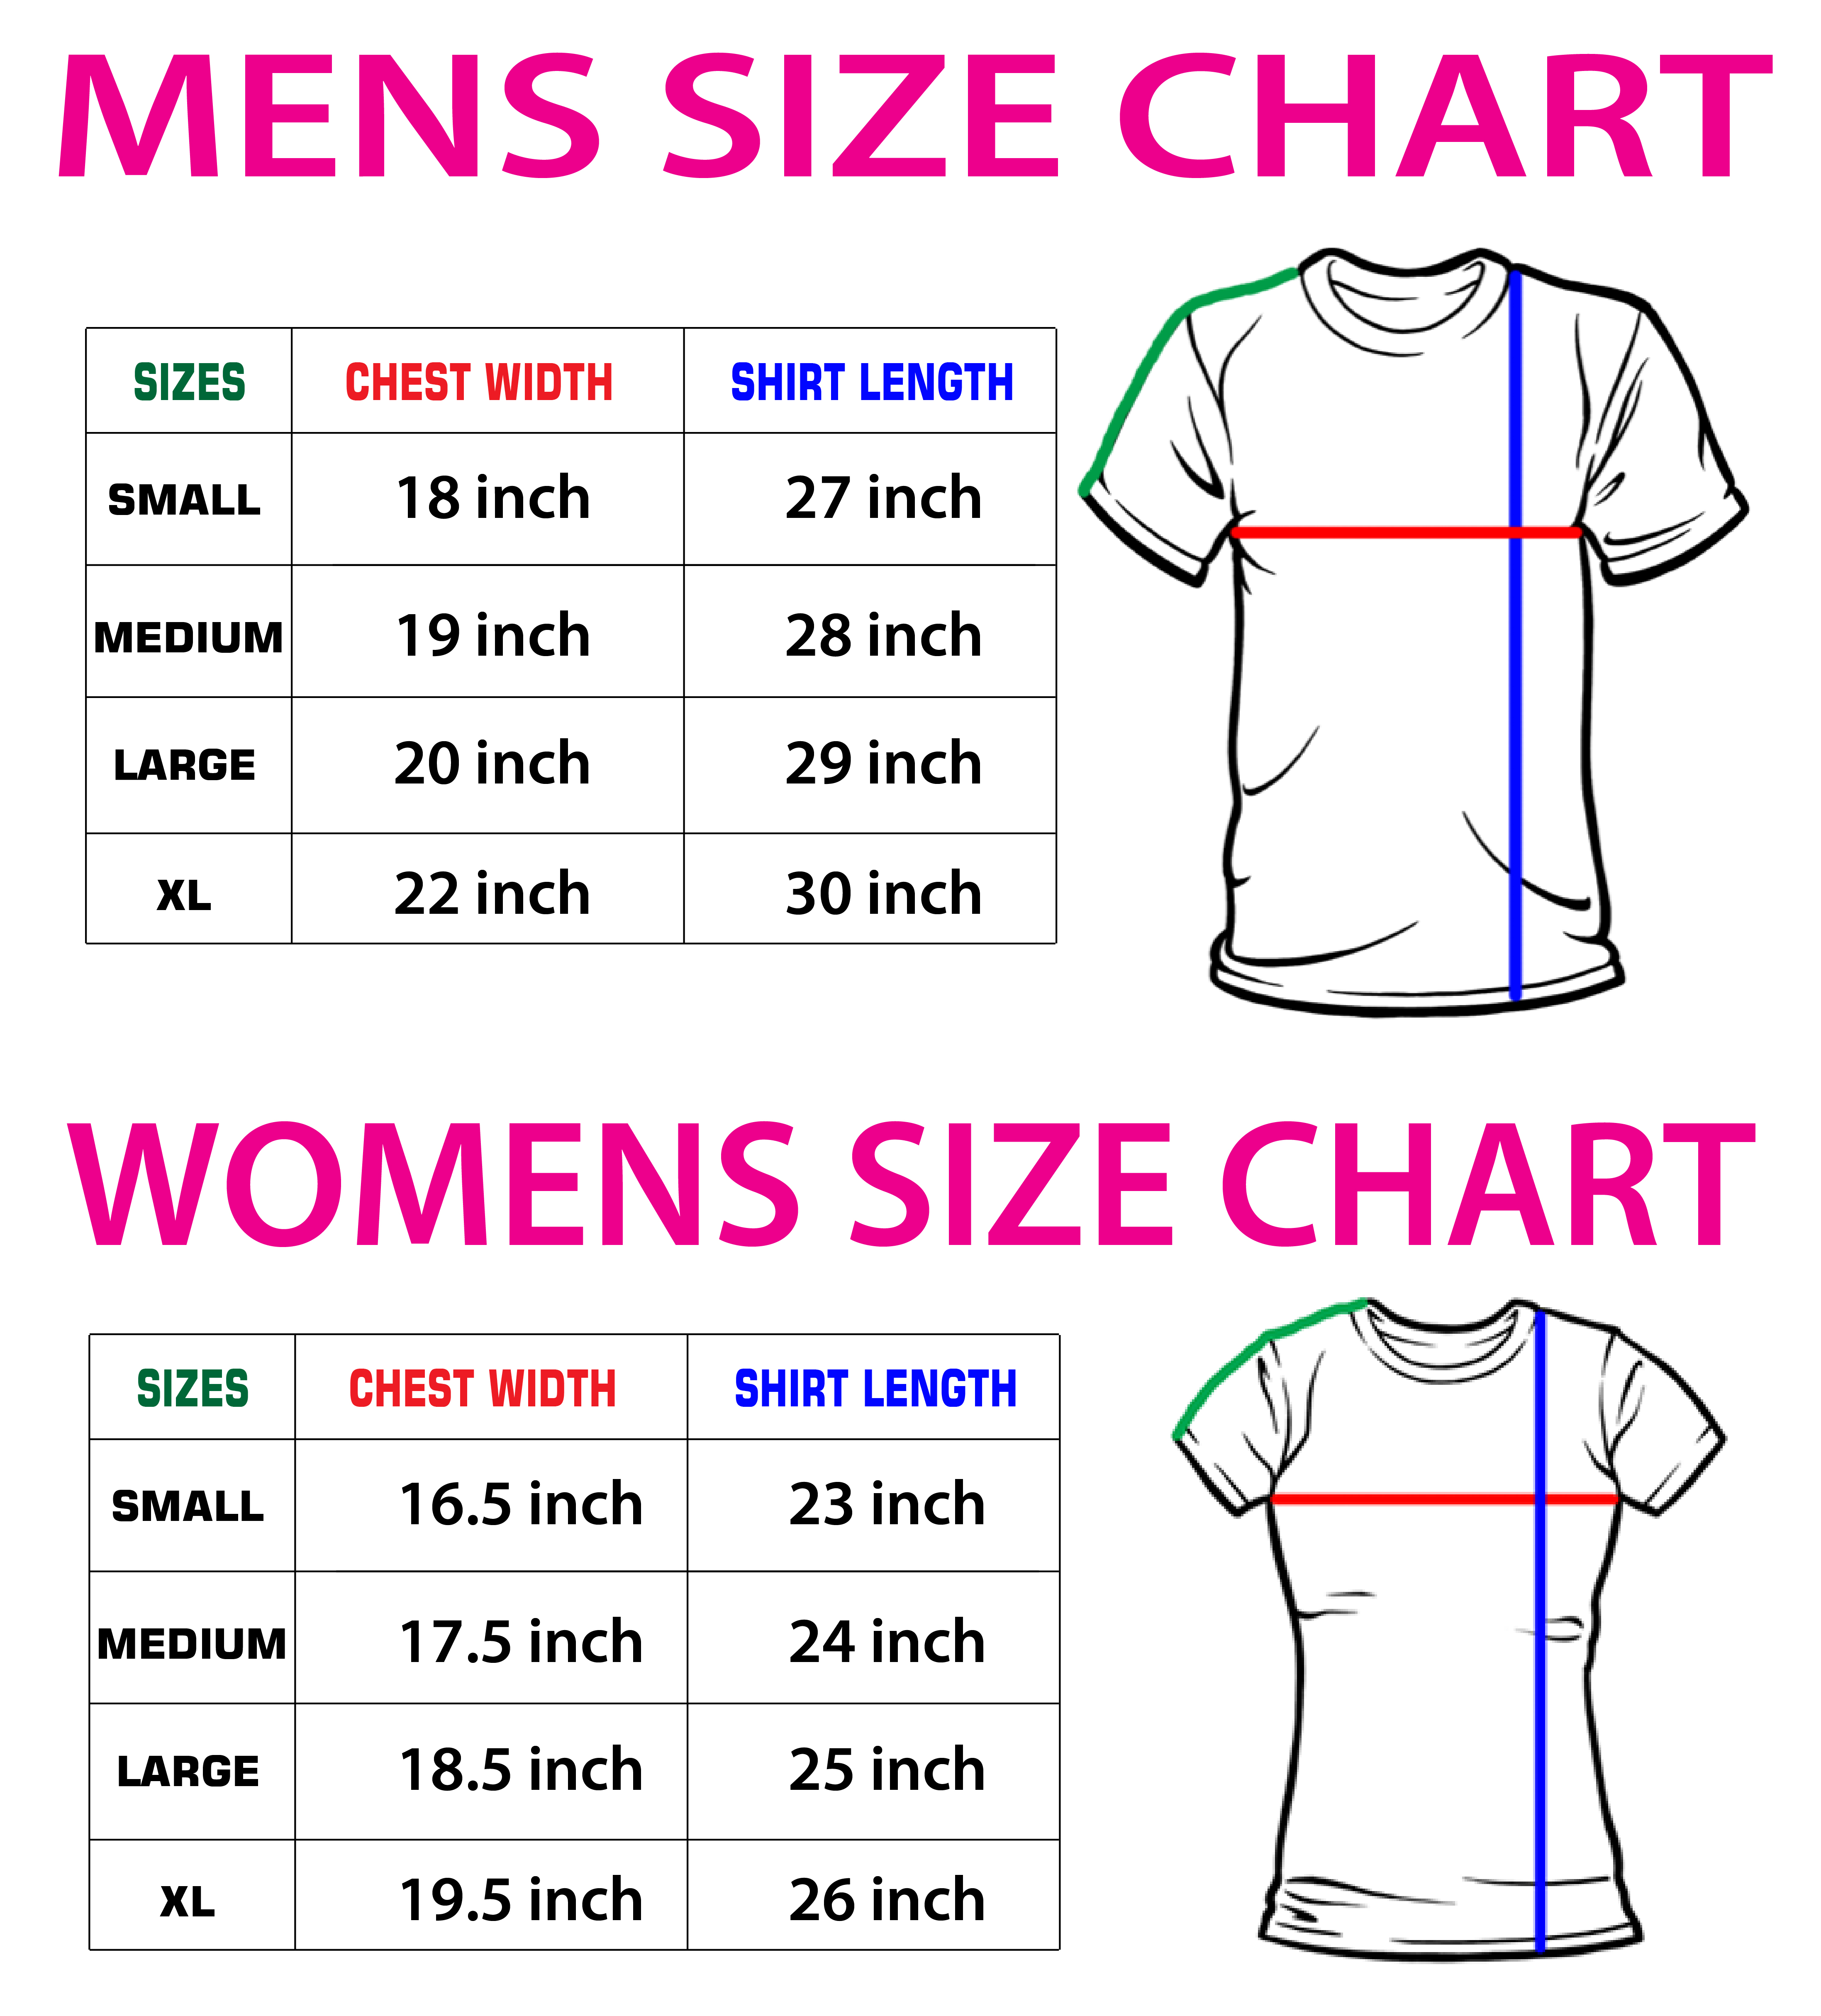 MENS SIZE CHART
SIZES CHEST WIDTH SHIRT LENGTH
SMALL 18 inch 27 inch
MEDIUM 19 inch 28 inch
LARGE 20 inch 29 inch
XL 22 inch 30 inch
WOMENS SIZE CHART
SIZES CHEST WIDTH SHIRT LENGTH
SMALL 16.5 inch 23 inch
MEDIUM 17.5 inch 24 inch
LARGE 18.5 inch 25 inch
XL 19.5 inch 26 inch